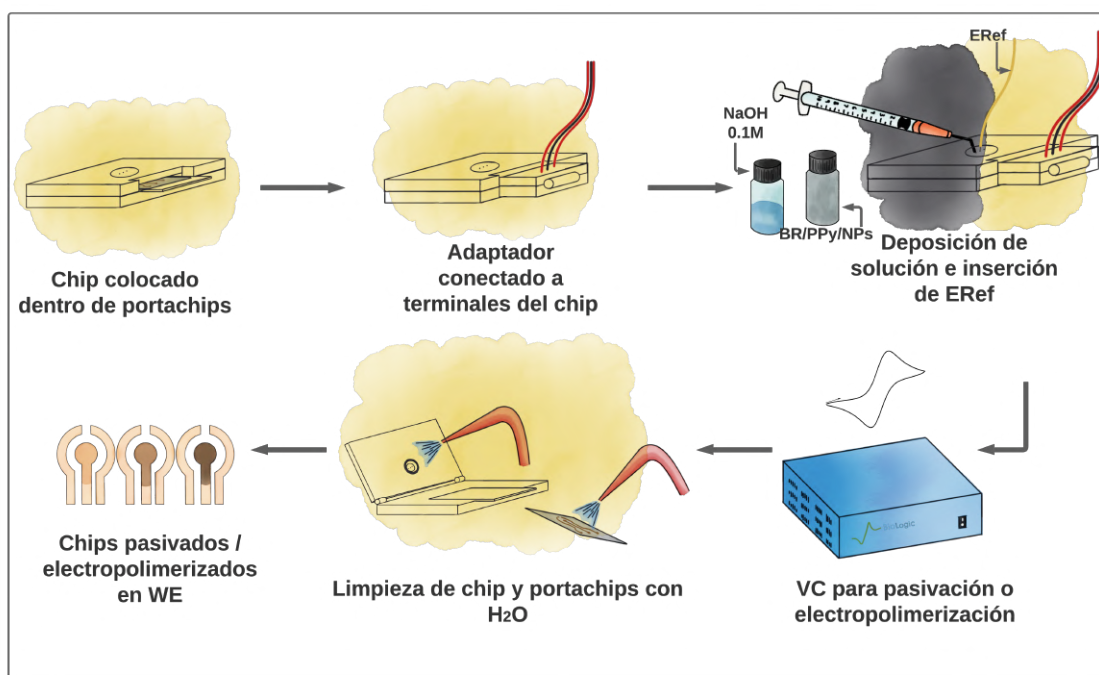 Chip colocado
dentro de portachips
Adaptador
conectado a
terminales del chip
NaOH
0.1M
BR/PPy/NPs
ERef
Deposición de
solución e inserción
de ERef
BioLogic
VC para pasivación o
electropolimerización
Limpieza de chip y portachips con
H2O
Chips pasivados /
electropolimerizados
en WE